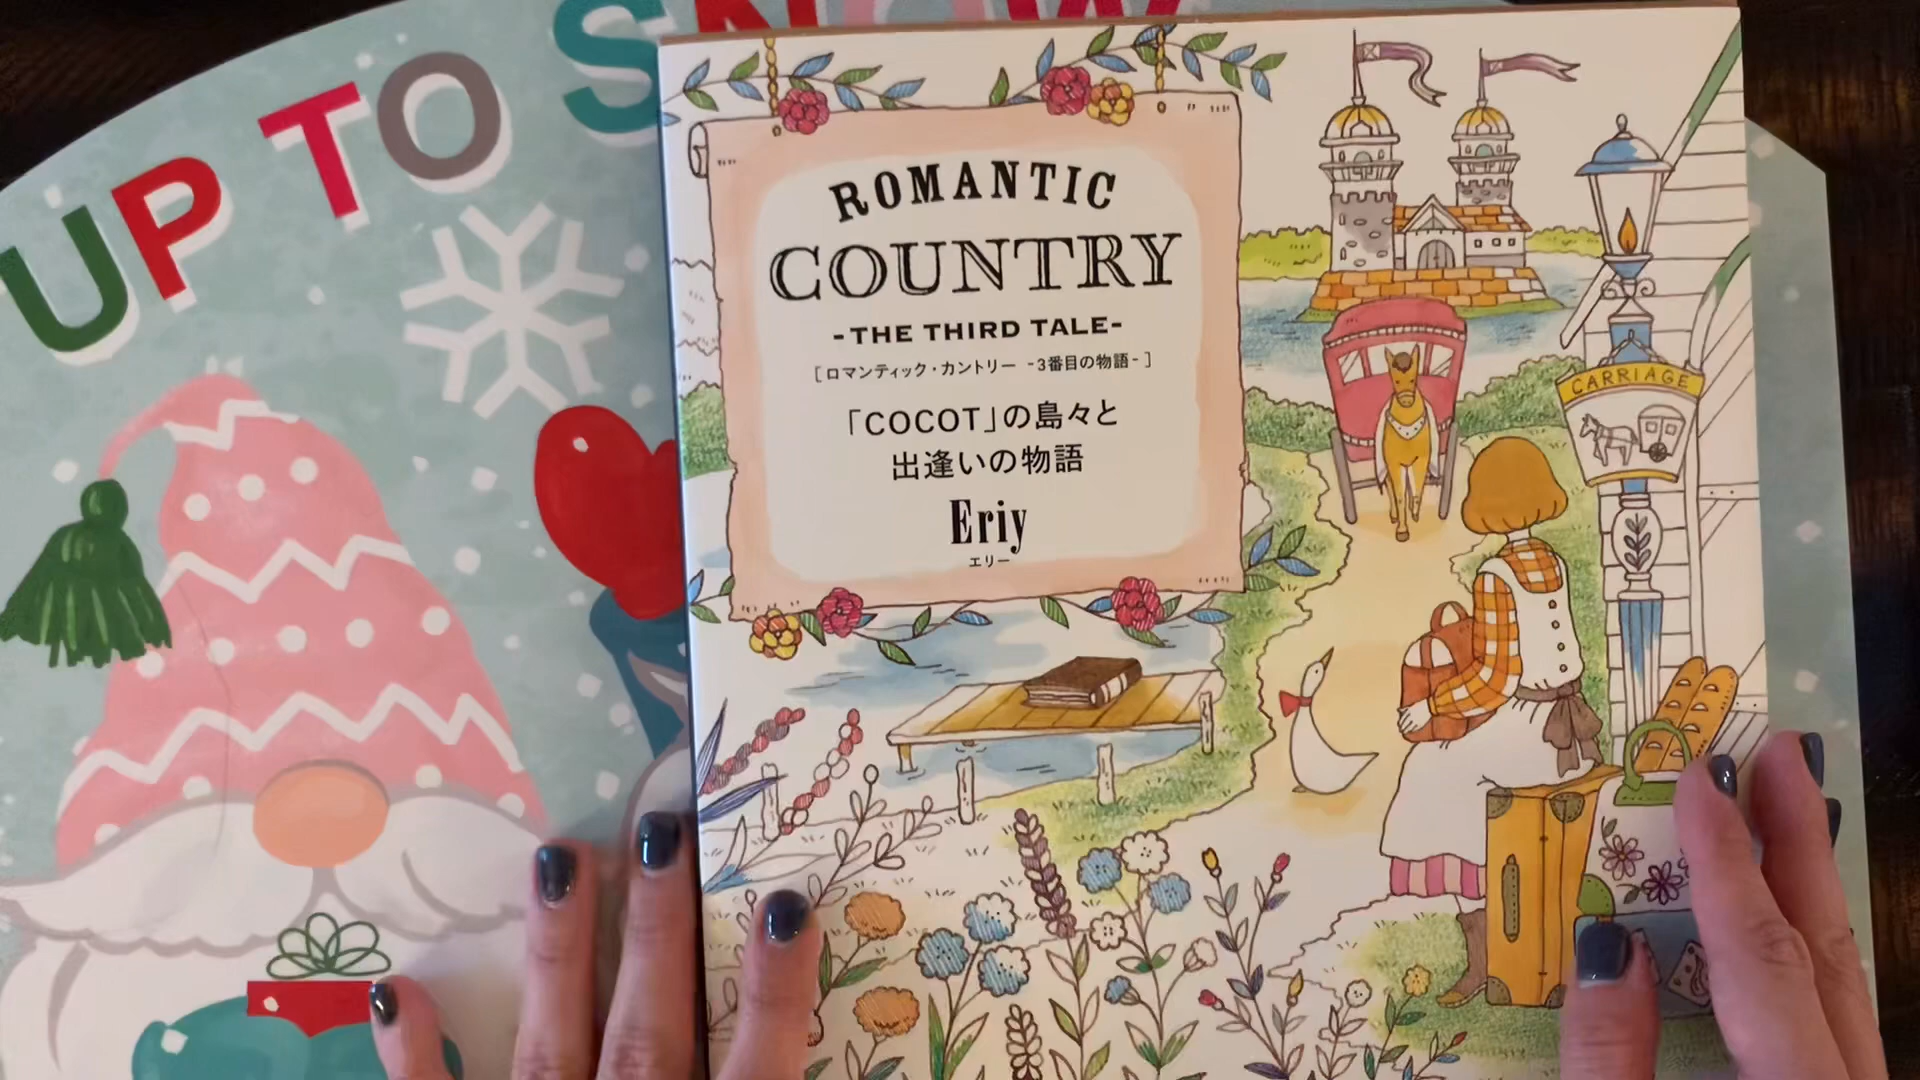 UP TO SNOW
ROMANTIC
COUNTRY
-THE THIRD TALE-
[ロマンティック・カントリー -3番目の物語-]
「COCOT」の島々と
出逢いの物語
Eriy
エリー
CARRIAGE